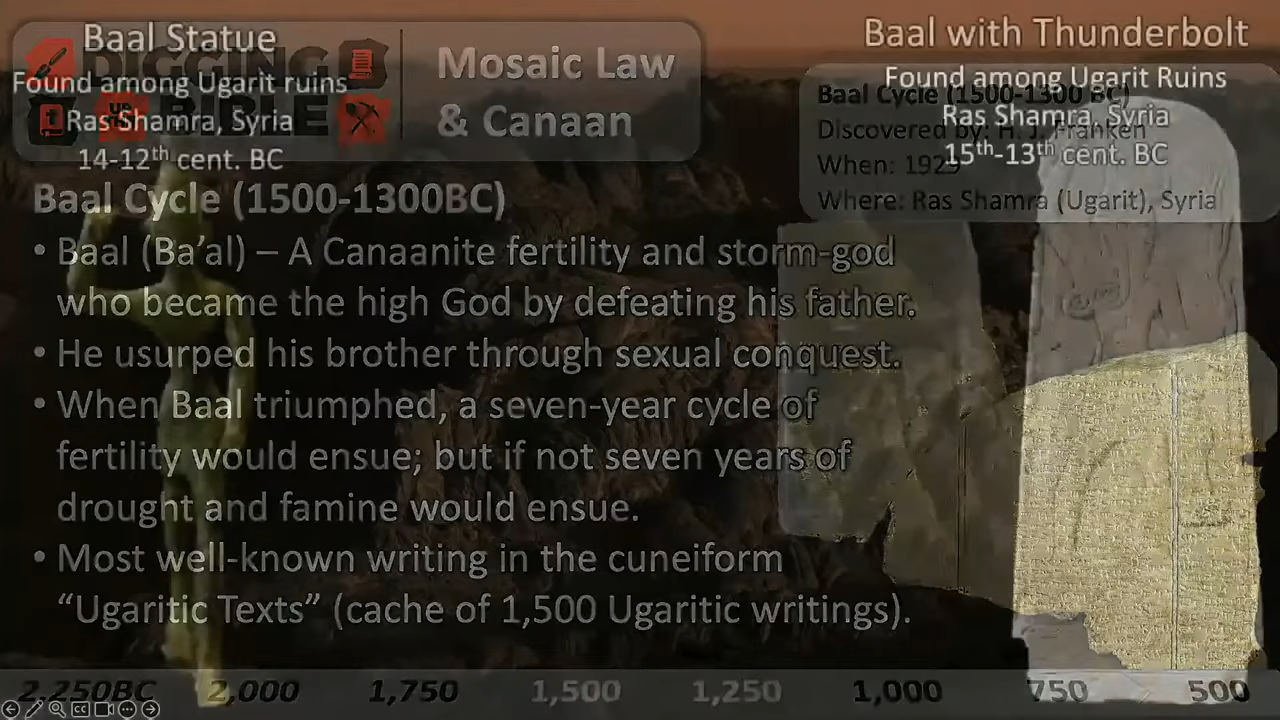 Baal Statue
Found among Ugarit ruins
Ras Shamra, Syria
14-12th cent. BC
DIGGING
UP
THE
BIBLE
Mosaic Law
& Canaan
Baal with Thunderbolt
Found among Ugarit Ruins
Ras Shamra, Syria
15th-13th cent. BC
Baal Cycle (1500-1300 BC)
Discovered by: H. J. Franken
When: 1929
Where: Ras Shamra (Ugarit), Syria
Baal Cycle (1500-1300BC)
• Baal (Ba’al) – A Canaanite fertility and storm-god
who became the high God by defeating his father.
• He usurped his brother through sexual conquest.
• When Baal triumphed, a seven-year cycle of
fertility would ensue; but if not seven years of
drought and famine would ensue.
• Most well-known writing in the cuneiform
“Ugaritic Texts” (cache of 1,500 Ugaritic writings).
2,250BC 2,000 1,750 1,500 1,250 1,000 750 500